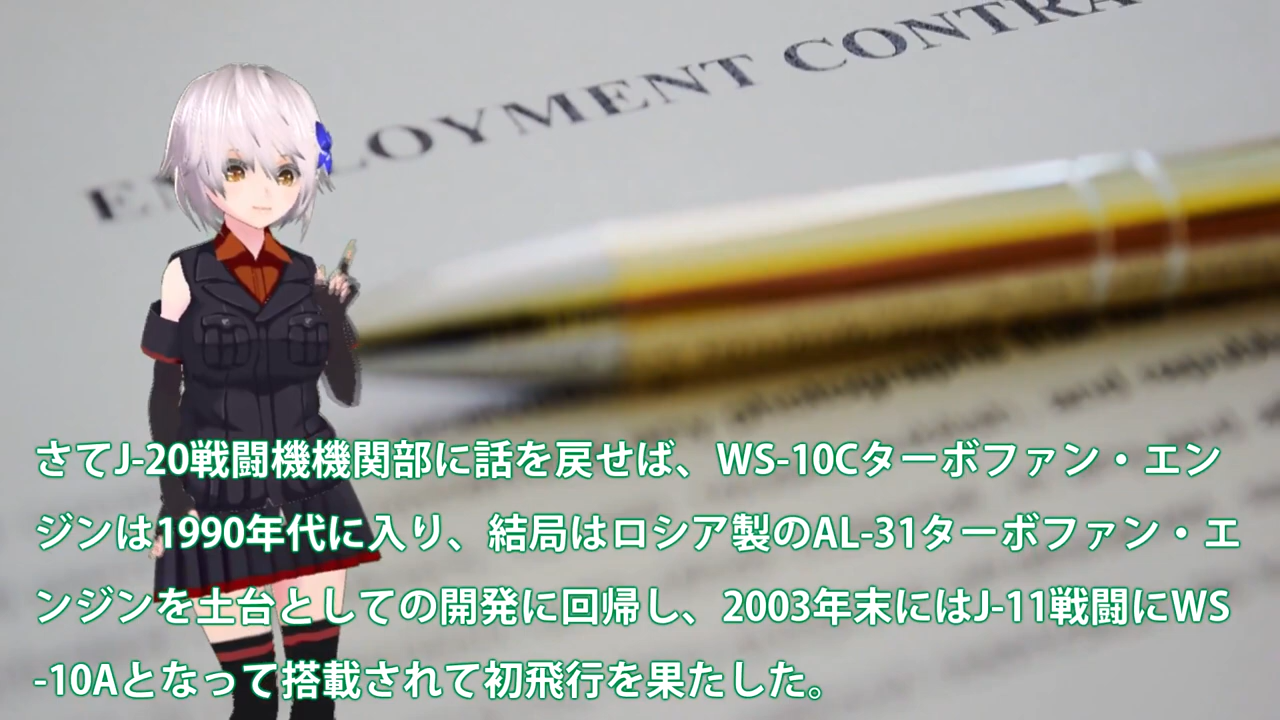 EMPLOYMENT CONTRA
さてJ-20戦闘機機関部に話を戻せば、WS-10Cターボファン・エン
ジンは1990年代に入り、結局はロシア製のAL-31ターボファン・エ
ンジンを土台としての開発に回帰し、2003年末にはJ-11戦闘にWS
-10Aとなって搭載されて初飛行を果たした。